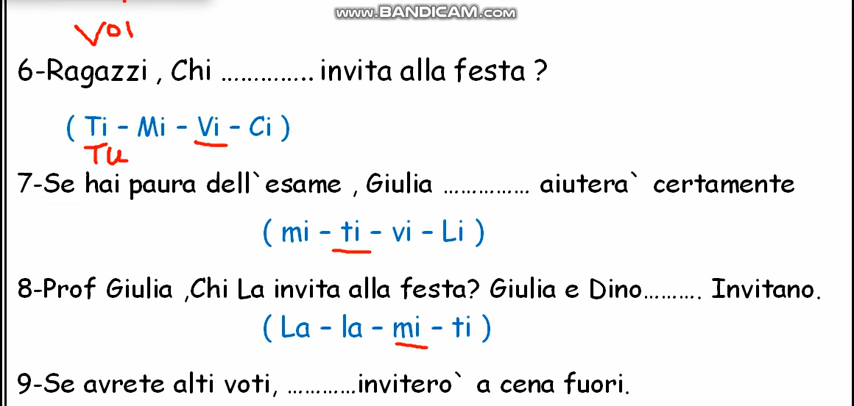 WWW.BANDICAM.COM
Voi
6-Ragazzi , Chi .............. invita alla festa ?
( Ti - Mi - Vi - Ci )
Tu
7-Se hai paura dell`esame , Giulia ............... aiutera` certamente
( mi - ti - vi - Li )
8-Prof Giulia ,Chi La invita alla festa? Giulia e Dino.......... Invitano.
( La - la - mi - ti )
9-Se avrete alti voti, ............invitero` a cena fuori.